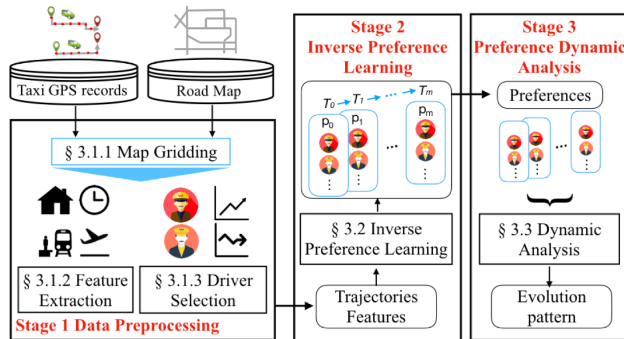 Taxi GPS records
Road Map
§ 3.1.1 Map Gridding
§ 3.1.2 Feature
Extraction
§ 3.1.3 Driver
Selection
Stage 1 Data Preprocessing
Stage 2
Inverse Preference
Learning
T0 T1 ... Tm
p0
p1
pm
...
§ 3.2 Inverse
Preference Learning
Trajectories
Features
Stage 3
Preference Dynamic
Analysis
Preferences
...
§ 3.3 Dynamic
Analysis
Evolution
pattern